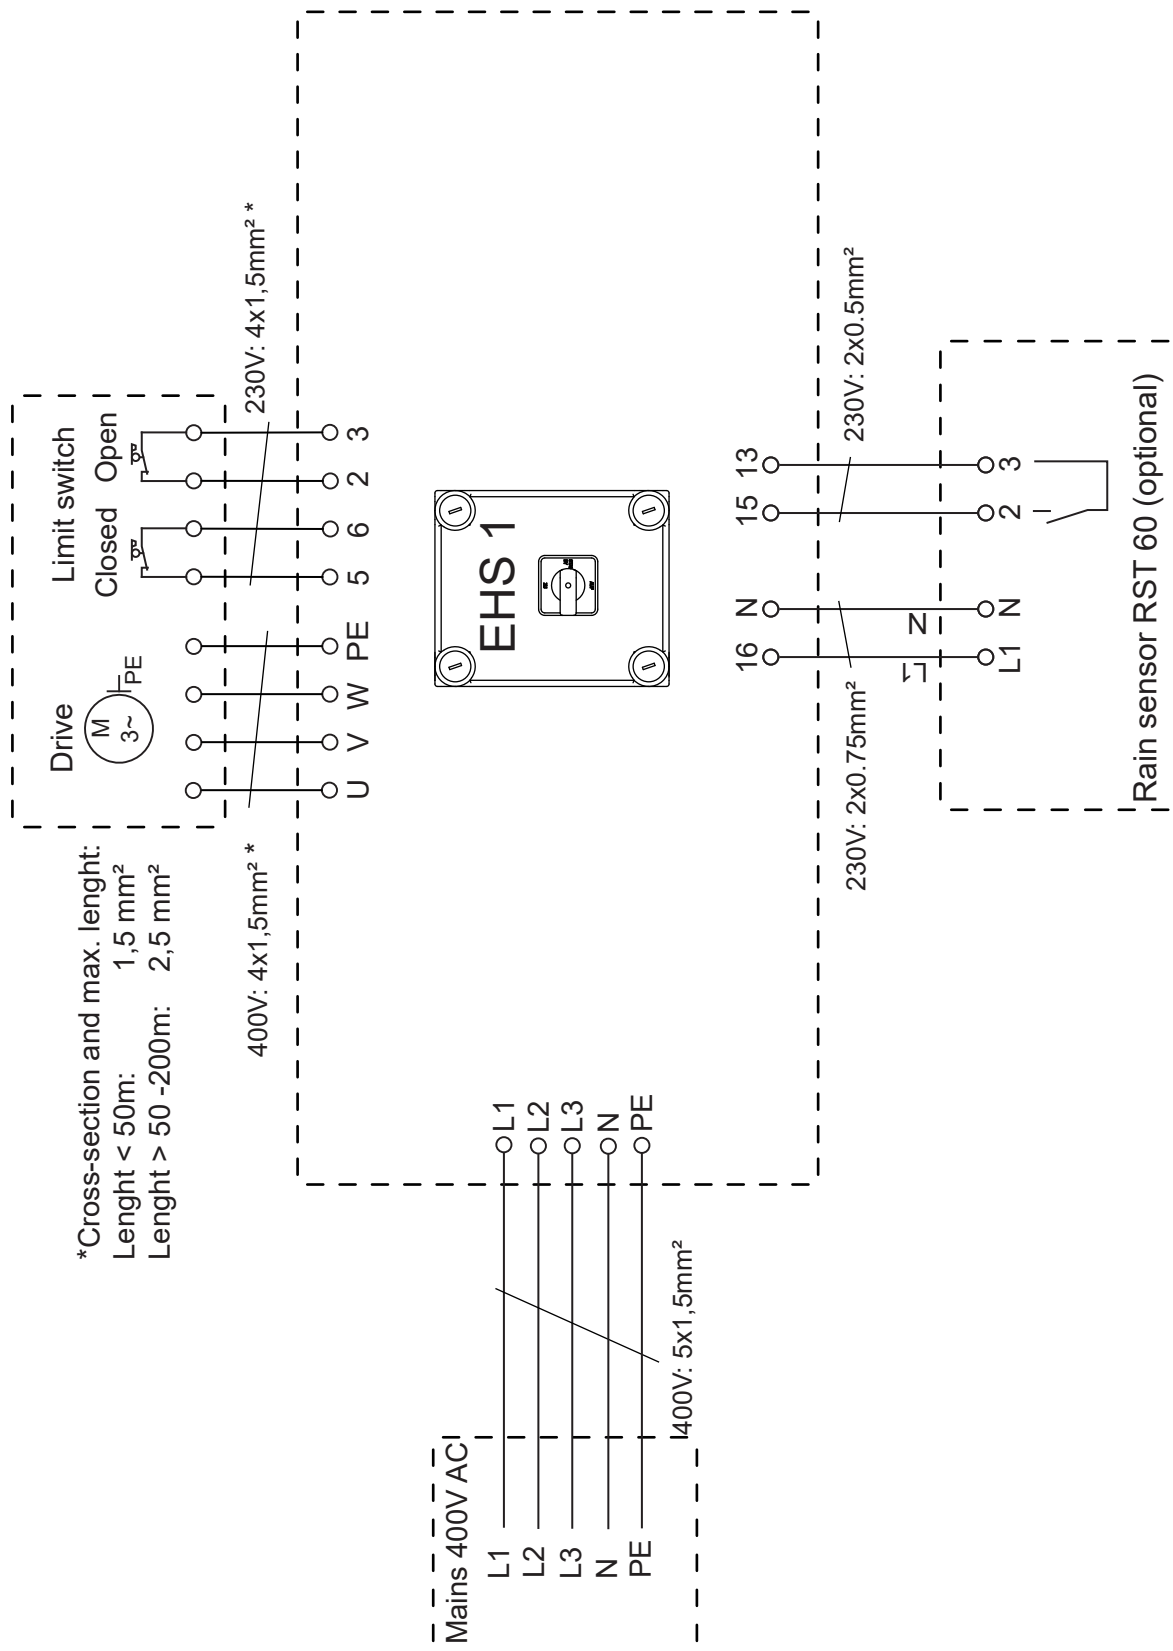 *Cross-section and max. lenght:
Lenght < 50m: 1,5 mm²
Lenght > 50 -200m: 2,5 mm²
Drive
M
3~
PE
Limit switch
Closed Open
400V: 4x1,5mm² *
230V: 4x1,5mm² *
U V W PE 5 6 2 3
EHS 1
Mains 400V AC
L1 L1
L2 L2
L3 L3
N N
PE PE
400V: 5x1,5mm²
16 N 15 13
230V: 2x0.75mm²
230V: 2x0.5mm²
L1 N
L1 N 2 3
Rain sensor RST 60 (optional)